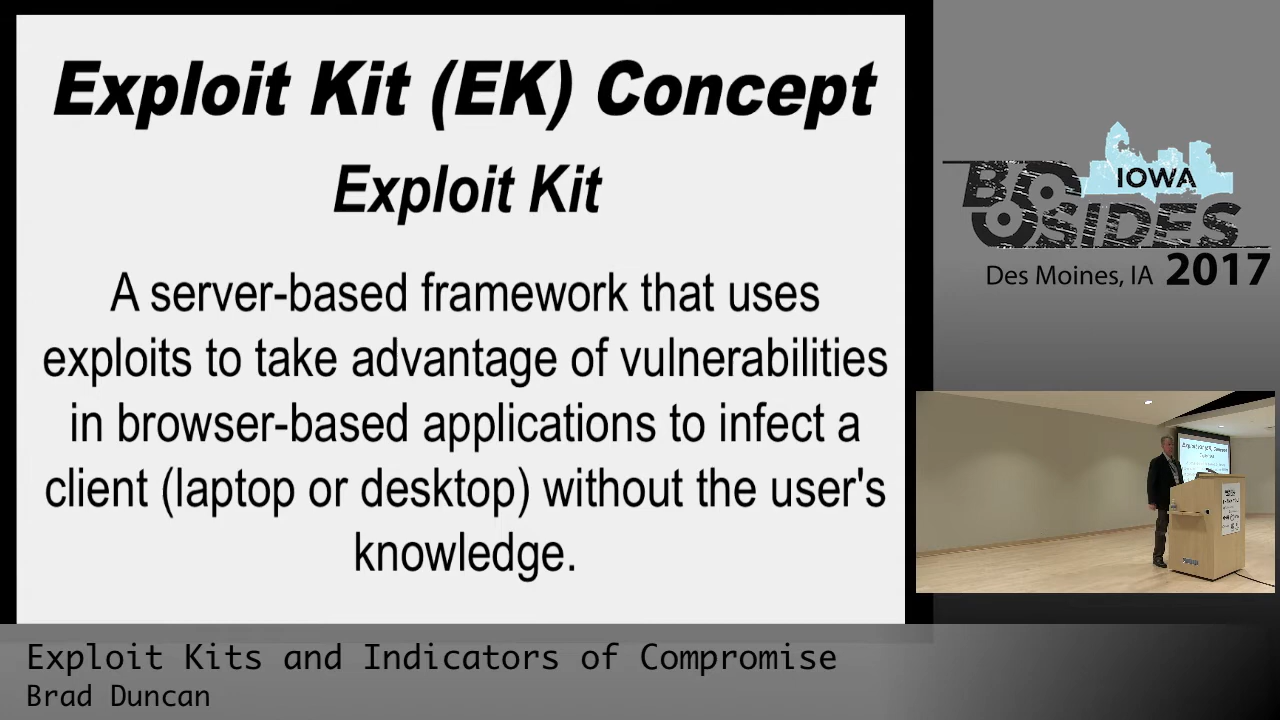 Exploit Kit (EK) Concept
Exploit Kit
A server-based framework that uses
exploits to take advantage of vulnerabilities
in browser-based applications to infect a
client (laptop or desktop) without the user's
knowledge.
IOWA
BSIDES
Des Moines, IA 2017
Exploit Kits and Indicators of Compromise
Brad Duncan